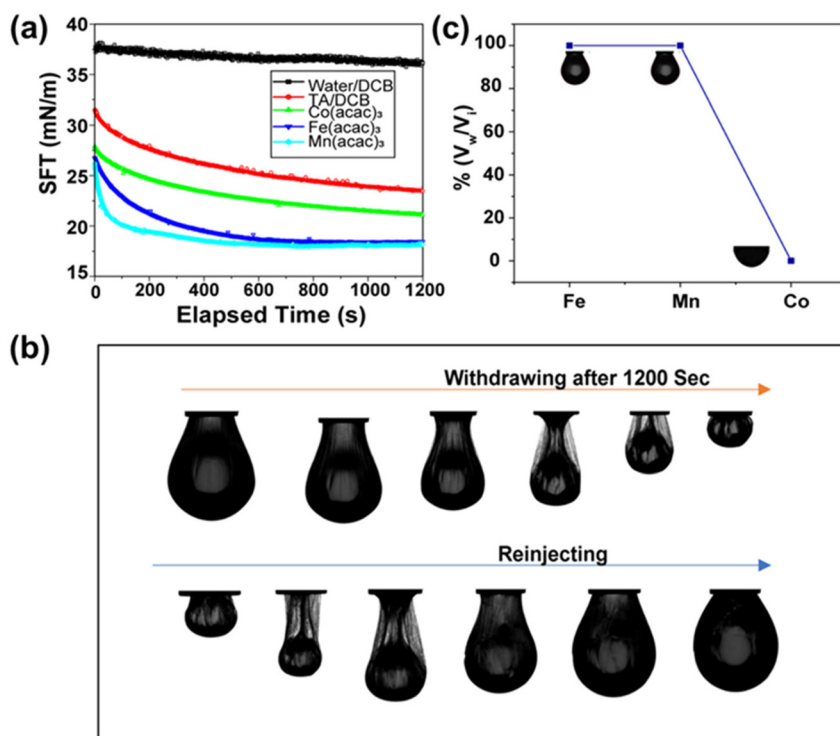 (a)
40
35
30
25
20
15
SFT (mN/m)
Water/DCB
TA/DCB
Co(acac)₃
Fe(acac)₃
Mn(acac)₃
0 200 400 600 800 1000 1200
Elapsed Time (s)
(c)
100
80
60
40
20
0
% (Vw/Vi)
Fe Mn Co
(b)
Withdrawing after 1200 Sec
Reinjecting